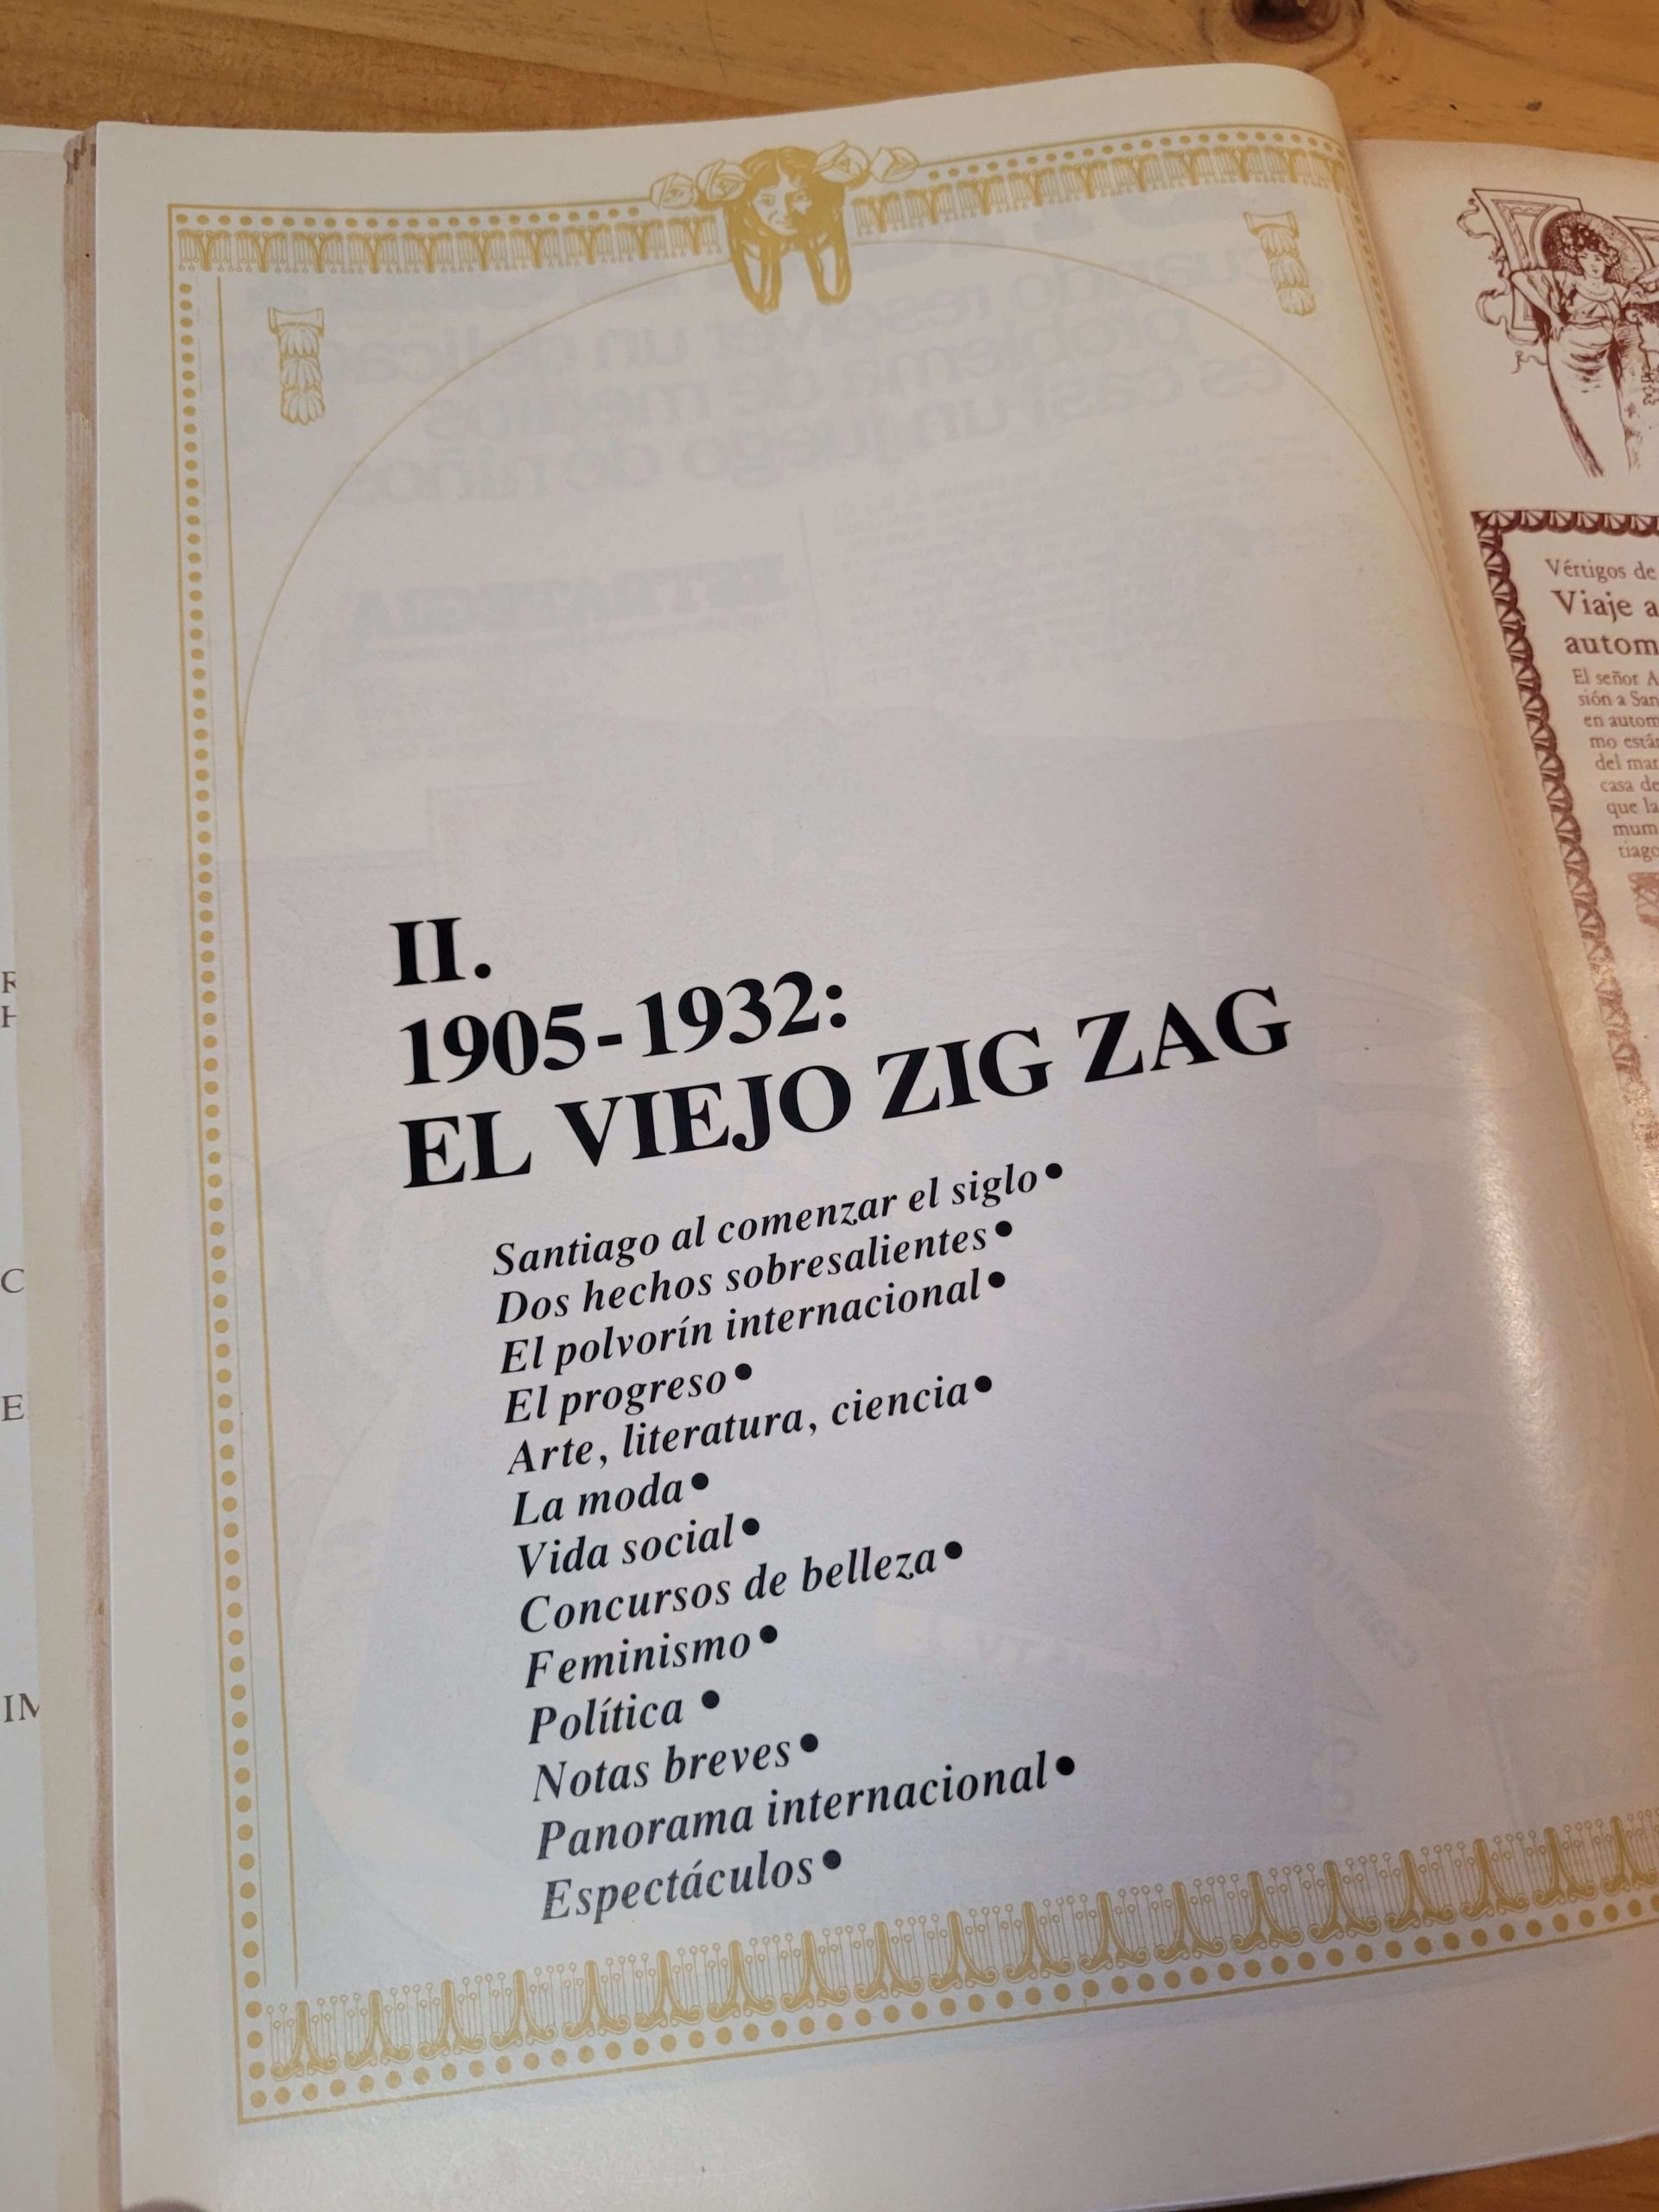 II.
1905-1932:
EL VIEJO ZIG ZAG
Santiago al comenzar el siglo•
Dos hechos sobresalientes•
El polvorín internacional•
El progreso•
Arte, literatura, ciencia•
La moda•
Vida social•
Concursos de belleza•
Feminismo•
Política •
Notas breves•
Panorama internacional•
Espectáculos•
Vértigos de
Viaje a
autom
El señor A
sión a San
en autom
mo está
del mar
casa de
que la
mum
tiago